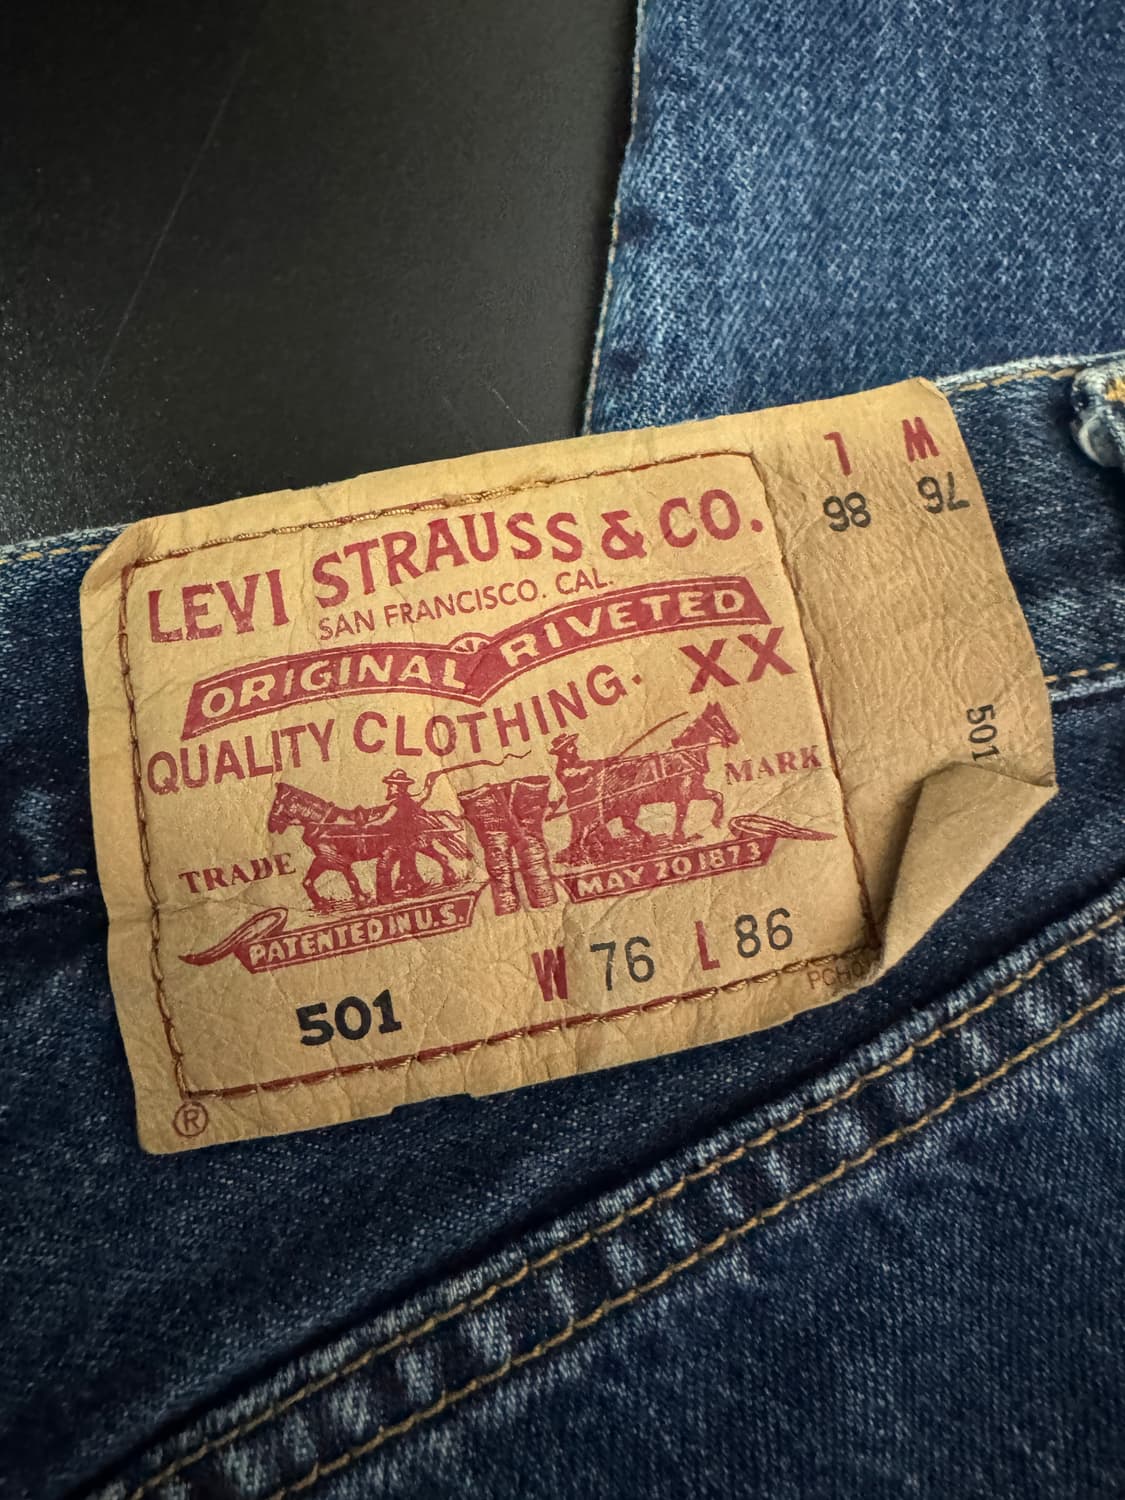 LEVI STRAUSS & CO.
SAN FRANCISCO. CAL.
ORIGINAL RIVETED
QUALITY CLOTHING. XX
TRADE MARK
PATENTED IN U.S. MAY 20 1873
W 76 L 86
501
®
W L
76 86
501